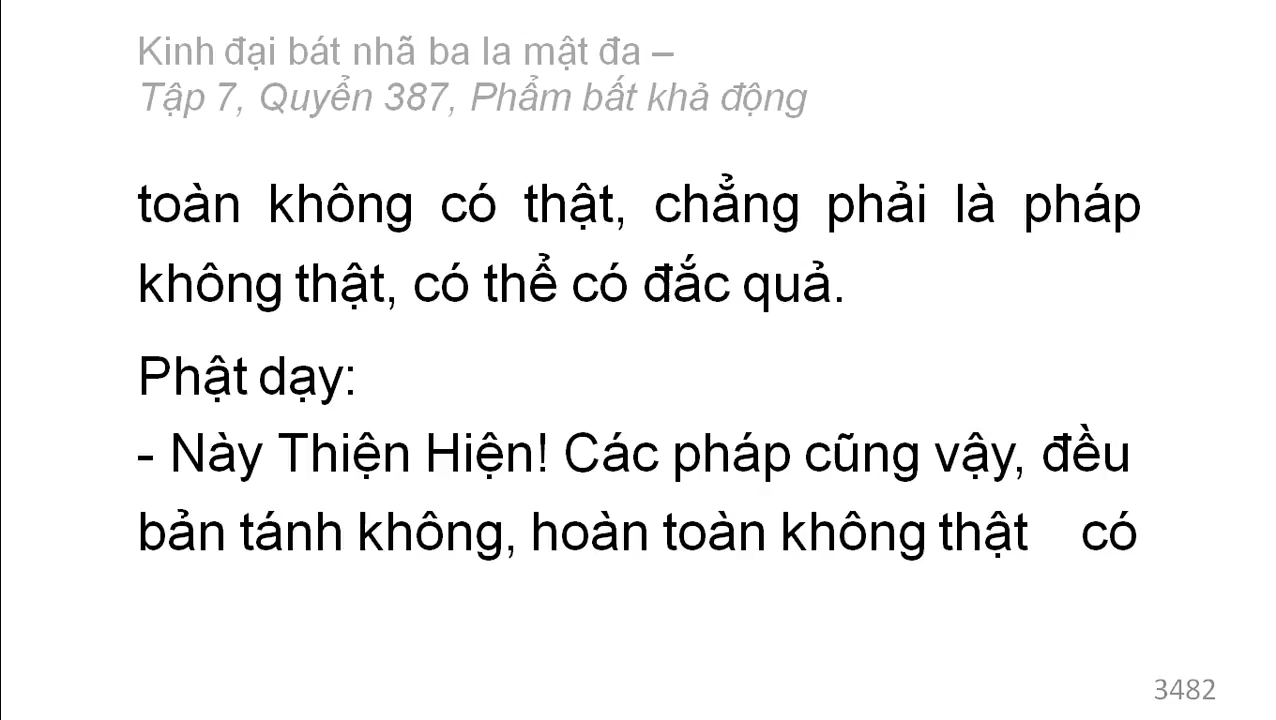 Kinh đại bát nhã ba la mật đa –
Tập 7, Quyển 387, Phẩm bất khả động
toàn không có thật, chẳng phải là pháp
không thật, có thể có đắc quả.
Phật dạy:
- Này Thiện Hiện! Các pháp cũng vậy, đều
bản tánh không, hoàn toàn không thật có
3482